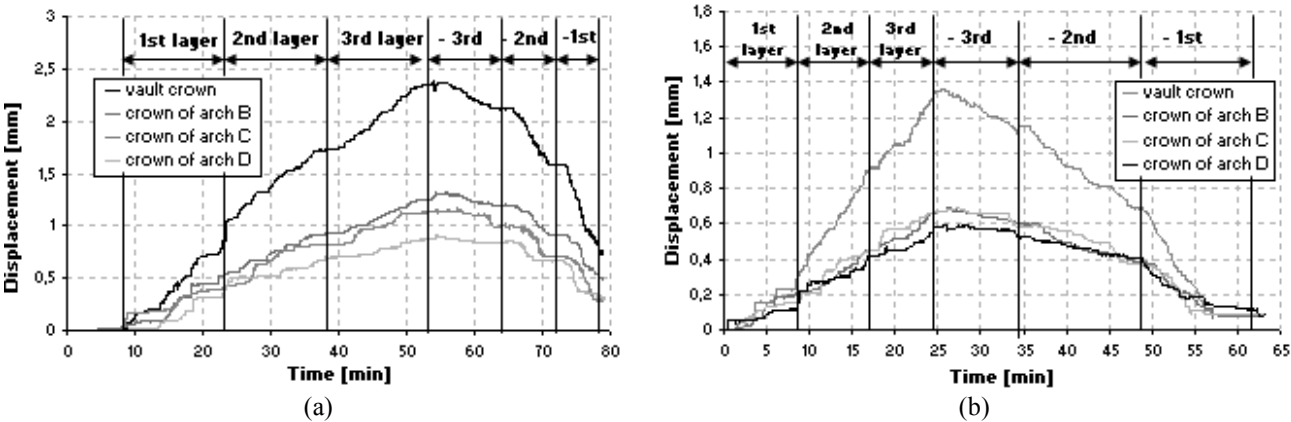 3
2,5
2
1,5
1
0,5
0
Displacement [mm]
1st layer
2nd layer
3rd layer
- 3rd
- 2nd
-1st
vault crown
crown of arch B
crown of arch C
crown of arch D
0 10 20 30 40 50 60 70 80
Time [min]
(a)
1,8
1,6
1,4
1,2
1
0,8
0,6
0,4
0,2
0
Displacement [mm]
1st
layer
2nd
layer
3rd
layer
- 3rd
- 2nd
- 1st
vault crown
crown of arch B
crown of arch C
crown of arch D
0 5 10 15 20 25 30 35 40 45 50 55 60 65
Time [min]
(b)